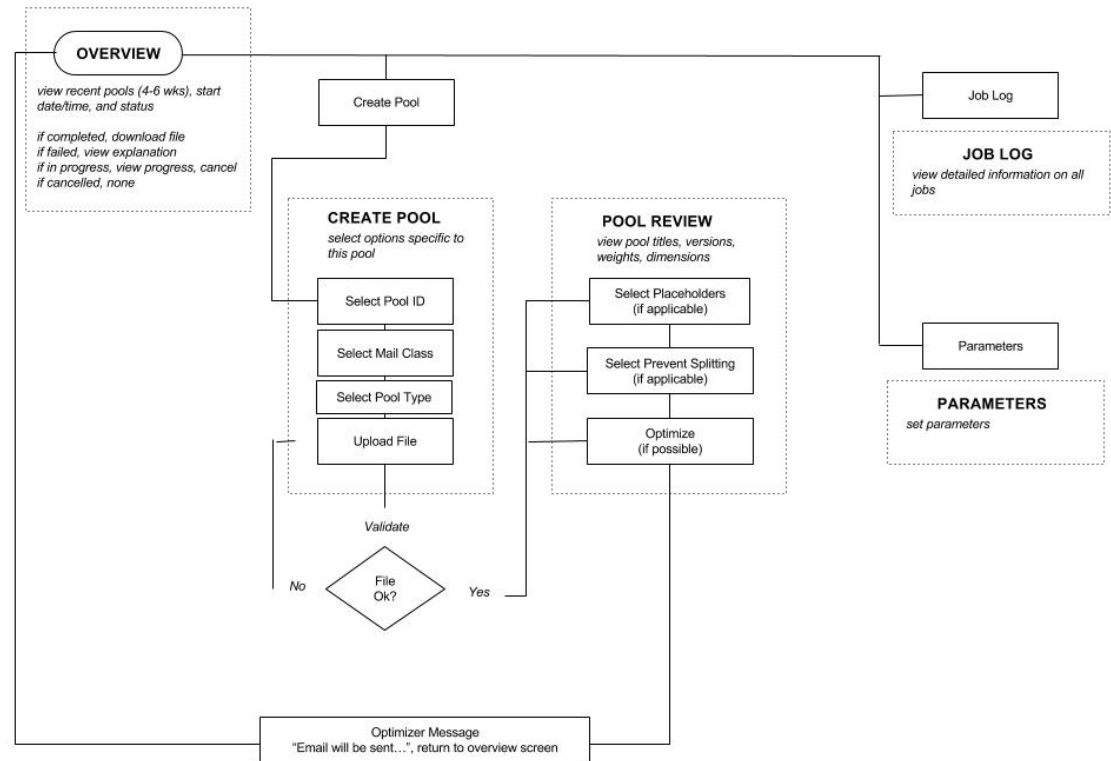 OVERVIEW
view recent pools (4-6 wks), start
date/time, and status
if completed, download file
if failed, view explanation
if in progress, view progress, cancel
if cancelled, none
Create Pool
Job Log
JOB LOG
view detailed information on all
jobs
CREATE POOL
select options specific to
this pool
Select Pool ID
Select Mail Class
Select Pool Type
Upload File
Validate
No
File
Ok?
Yes
POOL REVIEW
view pool titles, versions,
weights, dimensions
Select Placeholders
(if applicable)
Select Prevent Splitting
(if applicable)
Optimize
(if possible)
Parameters
PARAMETERS
set parameters
Optimizer Message
"Email will be sent...", return to overview screen